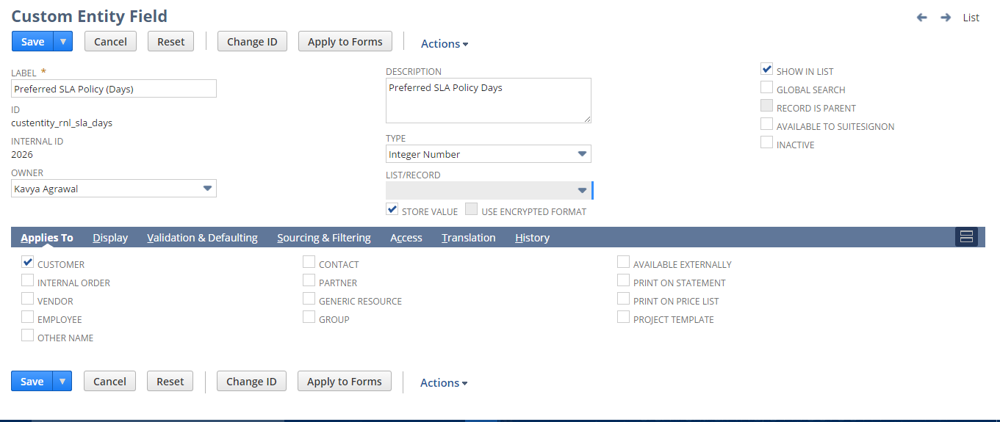 Custom Entity Field
List
Save Cancel Reset Change ID Apply to Forms Actions
LABEL *
Preferred SLA Policy (Days)
ID
custentity_rnl_sla_days
INTERNAL ID
2026
OWNER
Kavya Agrawal
DESCRIPTION
Preferred SLA Policy Days
TYPE
Integer Number
LIST/RECORD
STORE VALUE USE ENCRYPTED FORMAT
SHOW IN LIST
GLOBAL SEARCH
RECORD IS PARENT
AVAILABLE TO SUITESIGNON
INACTIVE
Applies To Display Validation & Defaulting Sourcing & Filtering Access Translation History
CUSTOMER
INTERNAL ORDER
VENDOR
EMPLOYEE
OTHER NAME
CONTACT
PARTNER
GENERIC RESOURCE
GROUP
AVAILABLE EXTERNALLY
PRINT ON STATEMENT
PRINT ON PRICE LIST
PROJECT TEMPLATE
Save Cancel Reset Change ID Apply to Forms Actions